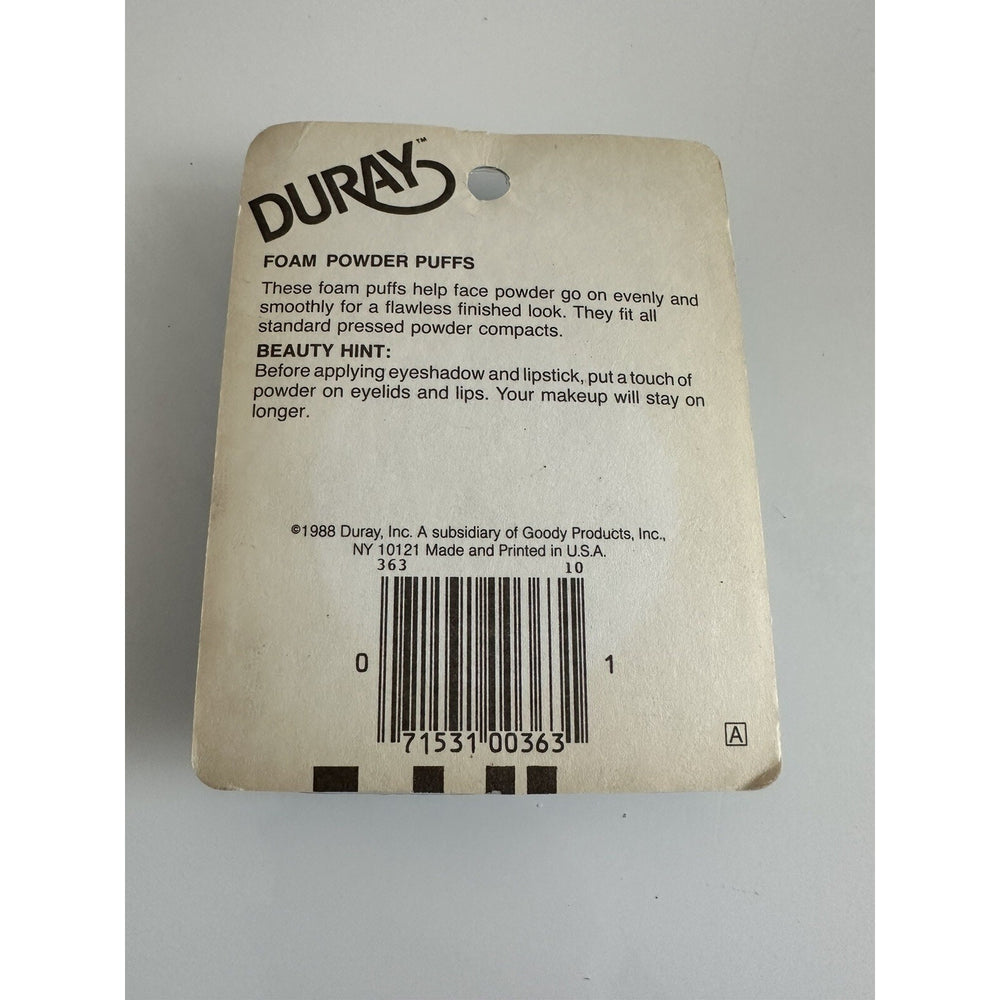 DURAY™
FOAM POWDER PUFFS
These foam puffs help face powder go on evenly and
smoothly for a flawless finished look. They fit all
standard pressed powder compacts.
BEAUTY HINT:
Before applying eyeshadow and lipstick, put a touch of
powder on eyelids and lips. Your makeup will stay on
longer.
©1988 Duray, Inc. A subsidiary of Goody Products, Inc.,
NY 10121 Made and Printed in U.S.A.
363 10
0 71531 00363 1
A